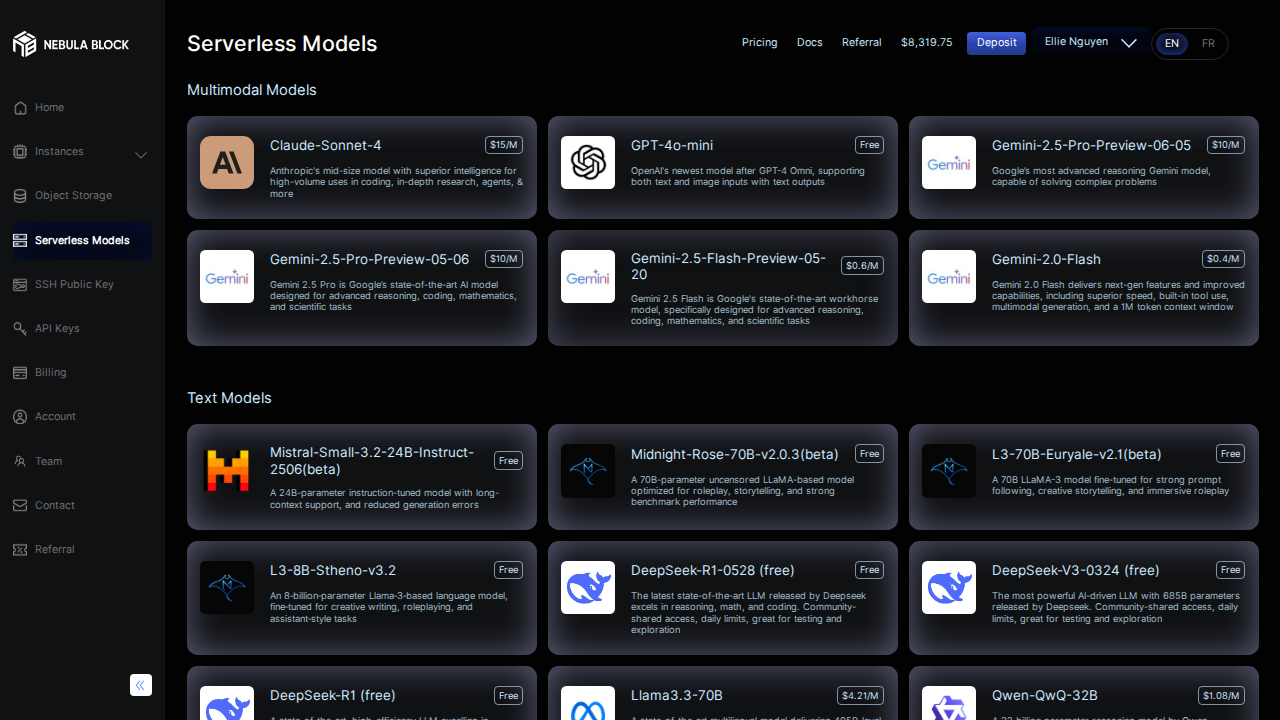 NEBULA BLOCK
Home
Instances
Object Storage
Serverless Models
SSH Public Key
API Keys
Billing
Account
Team
Contact
Referral
Serverless Models
Pricing
Docs
Referral
$8,319.75
Deposit
Ellie Nguyen
EN
FR
Multimodal Models
Claude-Sonnet-4
$15/M
Anthropic's mid-size model with superior intelligence for
high-volume uses in coding, in-depth research, agents, &
more
GPT-4o-mini
Free
OpenAI's newest model after GPT-4 Omni, supporting
both text and image inputs with text outputs
Gemini
Gemini-2.5-Pro-Preview-06-05
$10/M
Google's most advanced reasoning Gemini model,
capable of solving complex problems
Gemini
Gemini-2.5-Pro-Preview-05-06
$10/M
Gemini 2.5 Pro is Google's state-of-the-art AI model
designed for advanced reasoning, coding, mathematics,
and scientific tasks
Gemini
Gemini-2.5-Flash-Preview-05-
20
$0.6/M
Gemini 2.5 Flash is Google's state-of-the-art workhorse
model, specifically designed for advanced reasoning,
coding, mathematics, and scientific tasks
Gemini
Gemini-2.0-Flash
$0.4/M
Gemini 2.0 Flash delivers next-gen features and improved
capabilities, including superior speed, built-in tool use,
multimodal generation, and a 1M token context window
Text Models
Mistral-Small-3.2-24B-Instruct-
2506(beta)
Free
A 24B-parameter instruction-tuned model with long-
context support, and reduced generation errors
Midnight-Rose-70B-v2.0.3(beta)
Free
A 70B-parameter uncensored LLaMA-based model
optimized for roleplay, storytelling, and strong
benchmark performance
L3-70B-Euryale-v2.1(beta)
Free
A 70B LLaMA-3 model fine-tuned for strong prompt
following, creative storytelling, and immersive roleplay
L3-8B-Stheno-v3.2
Free
An 8-billion-parameter Llama-3-based language model,
fine-tuned for creative writing, roleplaying, and
assistant-style tasks
DeepSeek-R1-0528 (free)
Free
The latest state-of-the-art LLM released by Deepseek
excels in reasoning, math, and coding. Community-
shared access, daily limits, great for testing and
exploration
DeepSeek-V3-0324 (free)
Free
The most powerful AI-driven LLM with 685B parameters
released by Deepseek. Community-shared access, daily
limits, great for testing and exploration
DeepSeek-R1 (free)
Free
Llama3.3-70B
$4.21/M
Qwen-QwQ-32B
$1.08/M